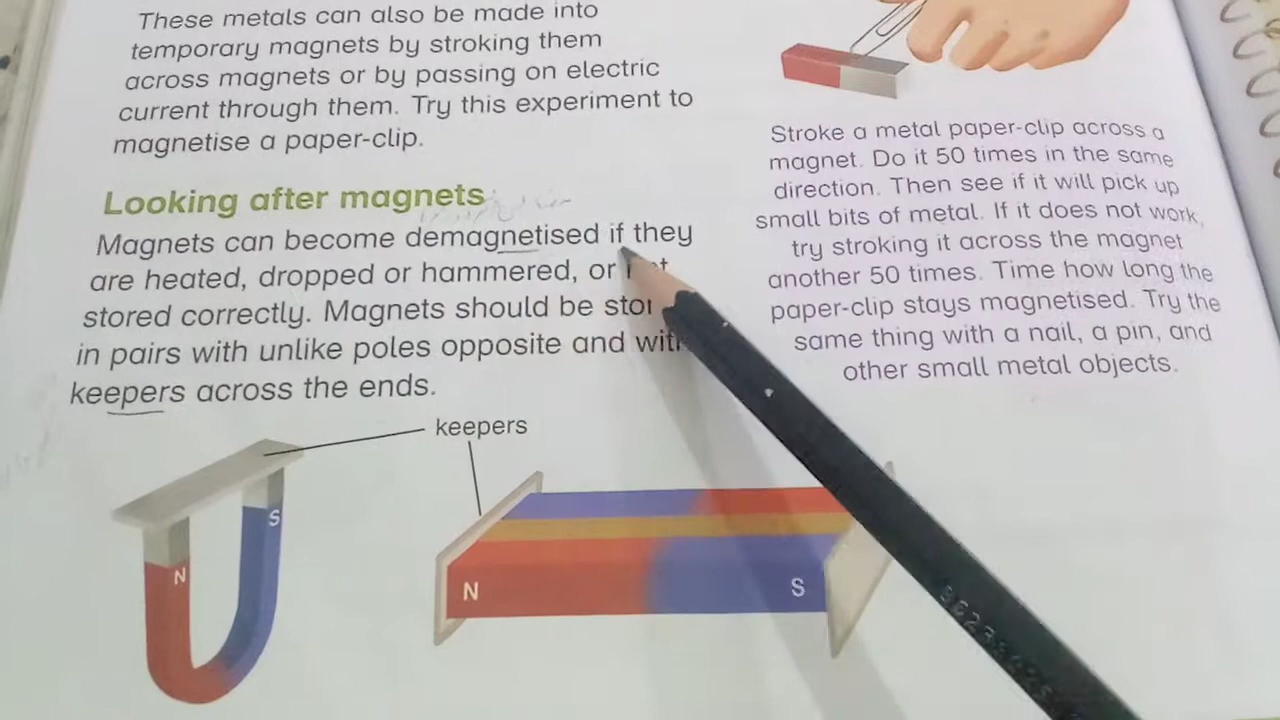 These metals can also be made into
temporary magnets by stroking them
across magnets or by passing on electric
current through them. Try this experiment to
magnetise a paper-clip.
Looking after magnets
Magnets can become demagnetised if they
are heated, dropped or hammered, or
stored correctly. Magnets should be
in pairs with unlike poles opposite and
keepers across the ends.
keepers
N
S
N
S
Stroke a metal paper-clip across a
magnet. Do it 50 times in the same
direction. Then see if it will pick up
small bits of metal. If it does not work,
try stroking it across the magnet
another 50 times. Time how long the
paper-clip stays magnetised. Try the
same thing with a nail, a pin, and
other small metal objects.